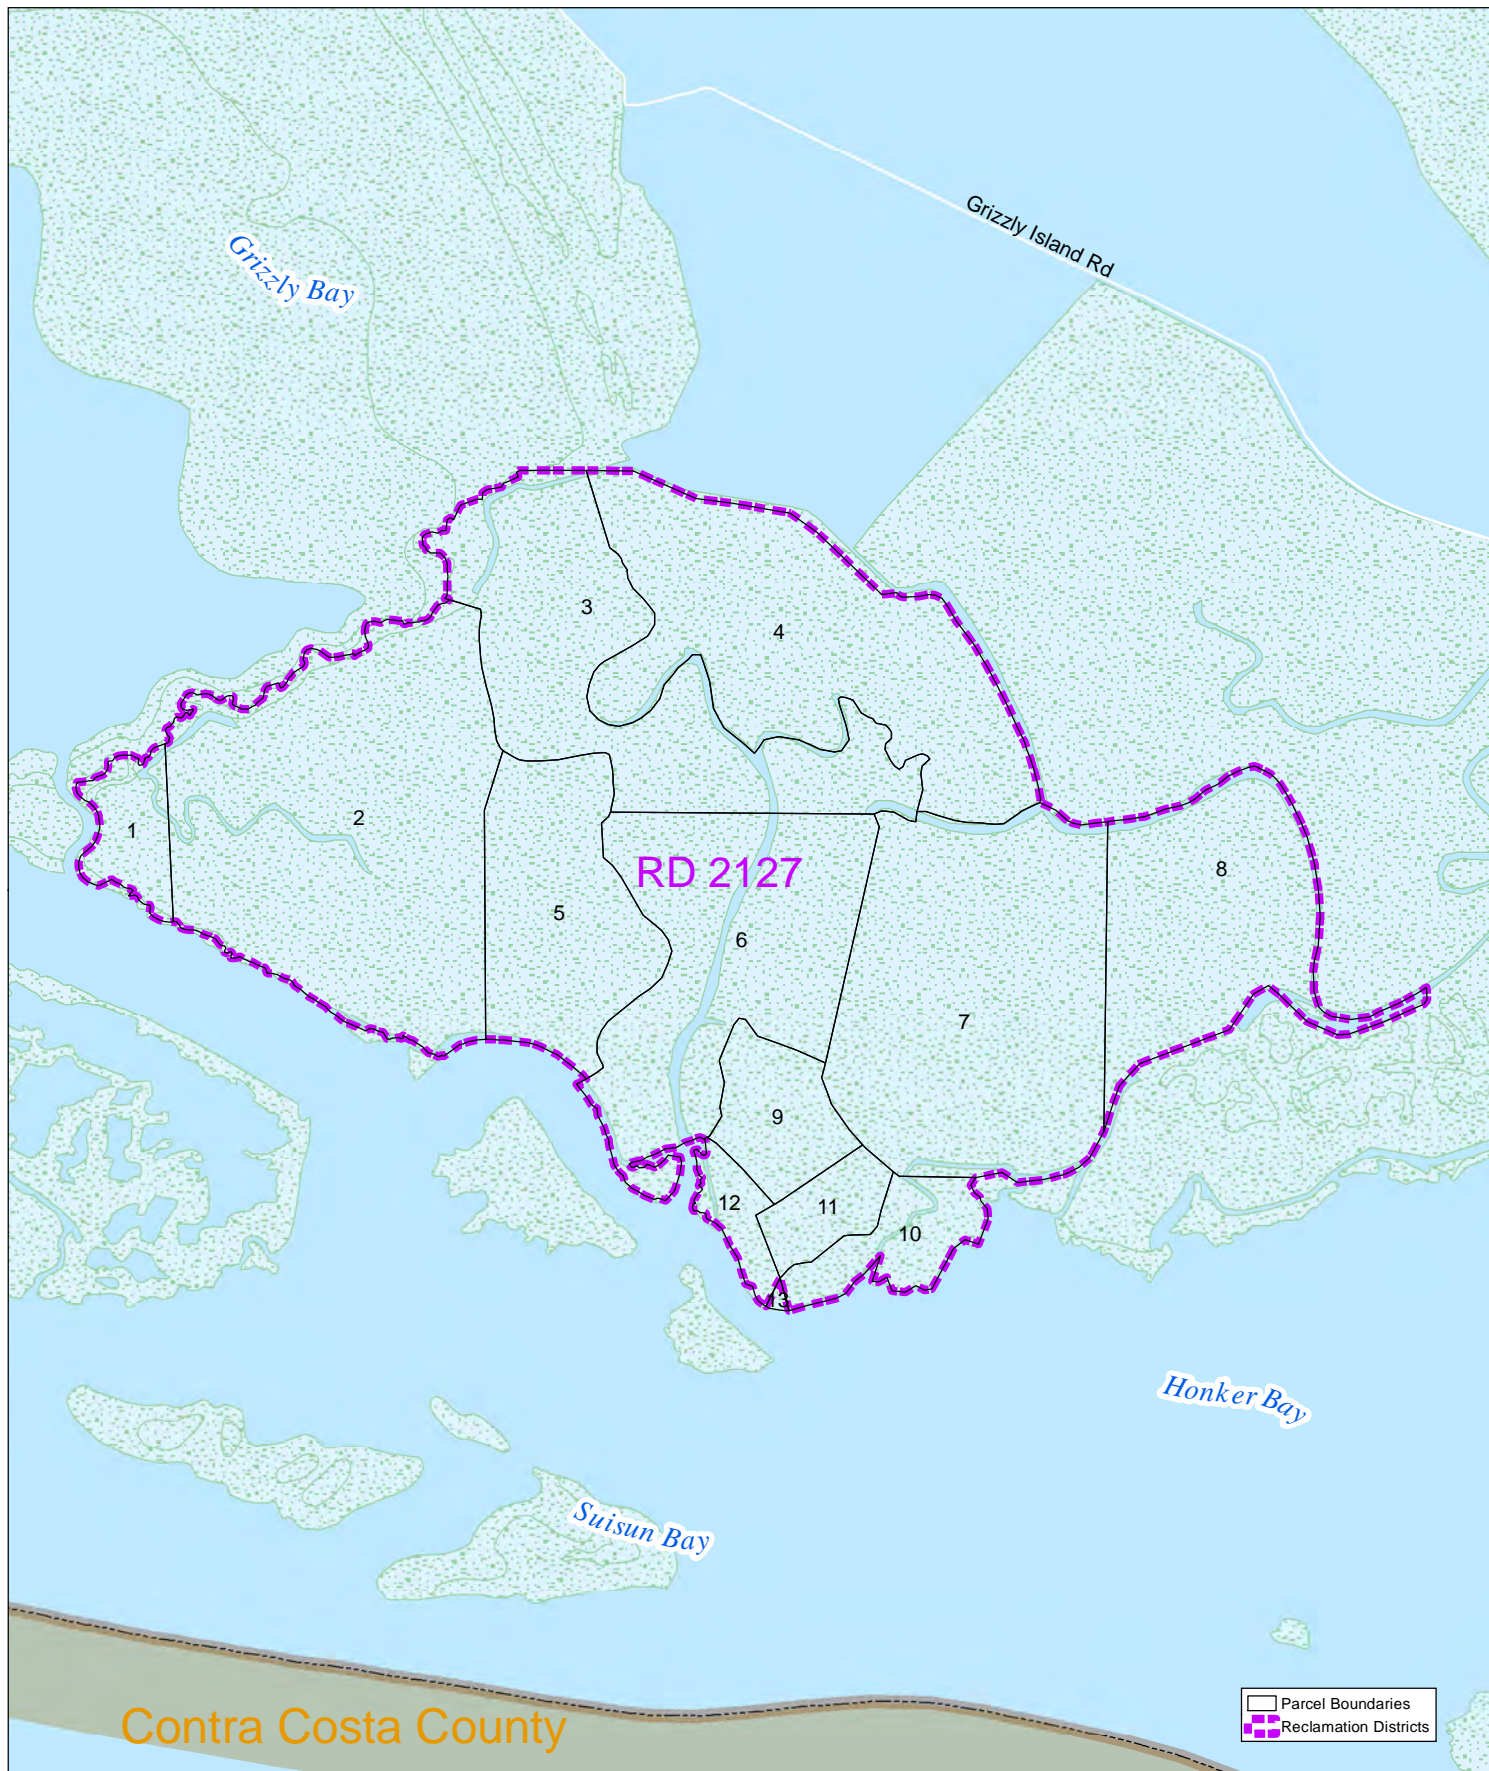 Grizzly Island Rd
Grizzly Bay
3
4
1
2
RD 2127
8
5
6
7
9
12
11
10
13
Honker Bay
Suisun Bay
Contra Costa County
Parcel Boundaries
Reclamation Districts